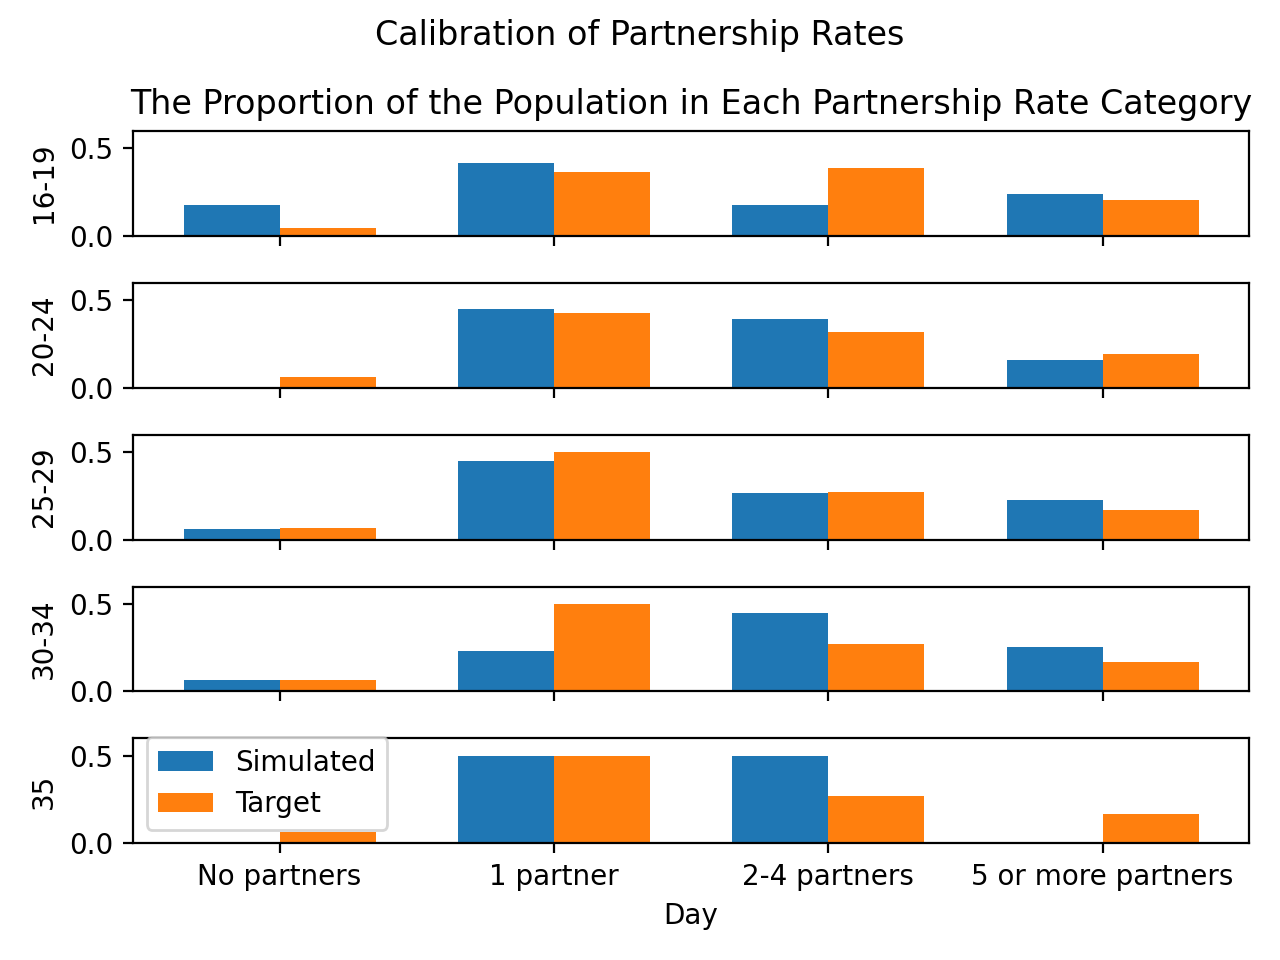 Calibration of Partnership Rates
The Proportion of the Population in Each Partnership Rate Category
0.5
0.0
16-19
0.5
0.0
20-24
0.5
0.0
25-29
0.5
0.0
30-34
0.5
0.0
35
Simulated
Target
No partners
1 partner
2-4 partners
5 or more partners
Day